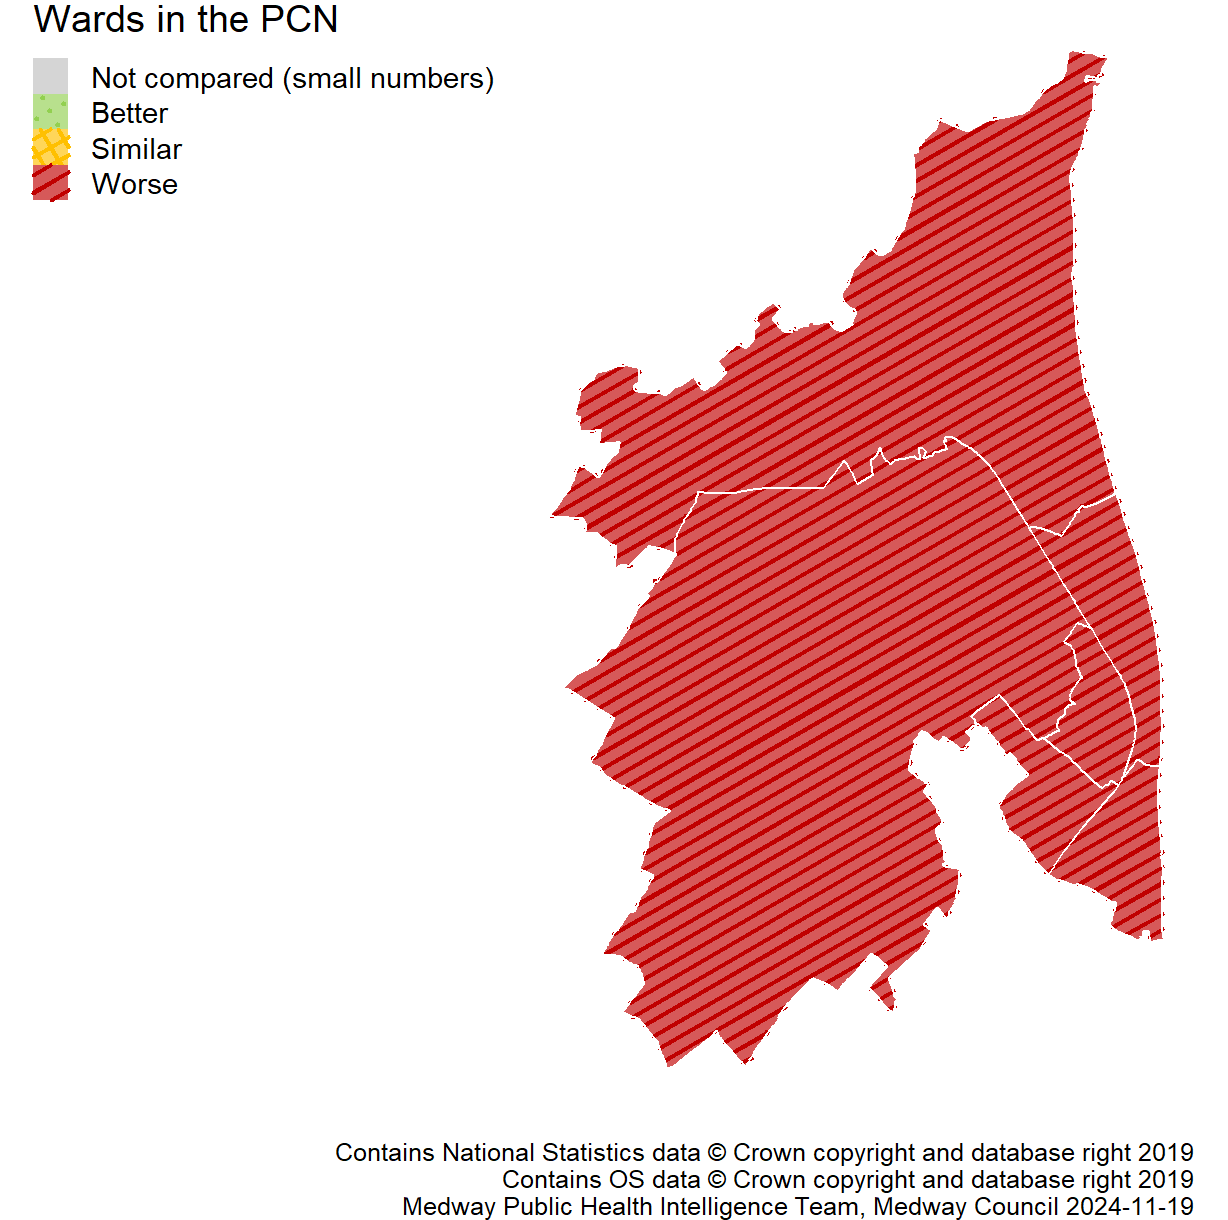 Wards in the PCN
Not compared (small numbers)
Better
Similar
Worse
Contains National Statistics data © Crown copyright and database right 2019
Contains OS data © Crown copyright and database right 2019
Medway Public Health Intelligence Team, Medway Council 2024-11-19